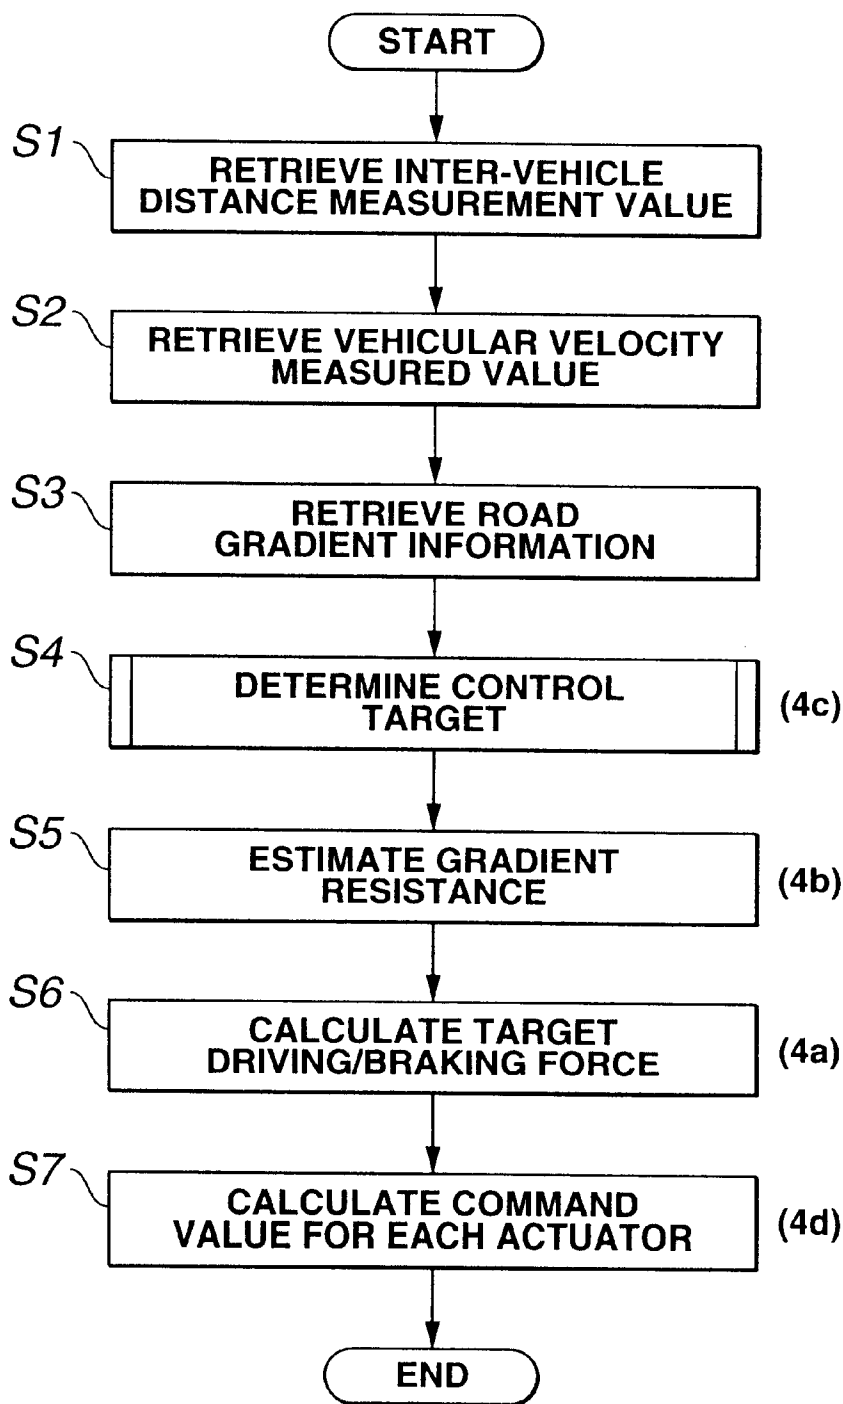 START
S1
RETRIEVE INTER-VEHICLE
DISTANCE MEASUREMENT VALUE
S2
RETRIEVE VEHICULAR VELOCITY
MEASURED VALUE
S3
RETRIEVE ROAD
GRADIENT INFORMATION
S4
DETERMINE CONTROL
TARGET
(4c)
S5
ESTIMATE GRADIENT
RESISTANCE
(4b)
S6
CALCULATE TARGET
DRIVING/BRAKING FORCE
(4a)
S7
CALCULATE COMMAND
VALUE FOR EACH ACTUATOR
(4d)
END